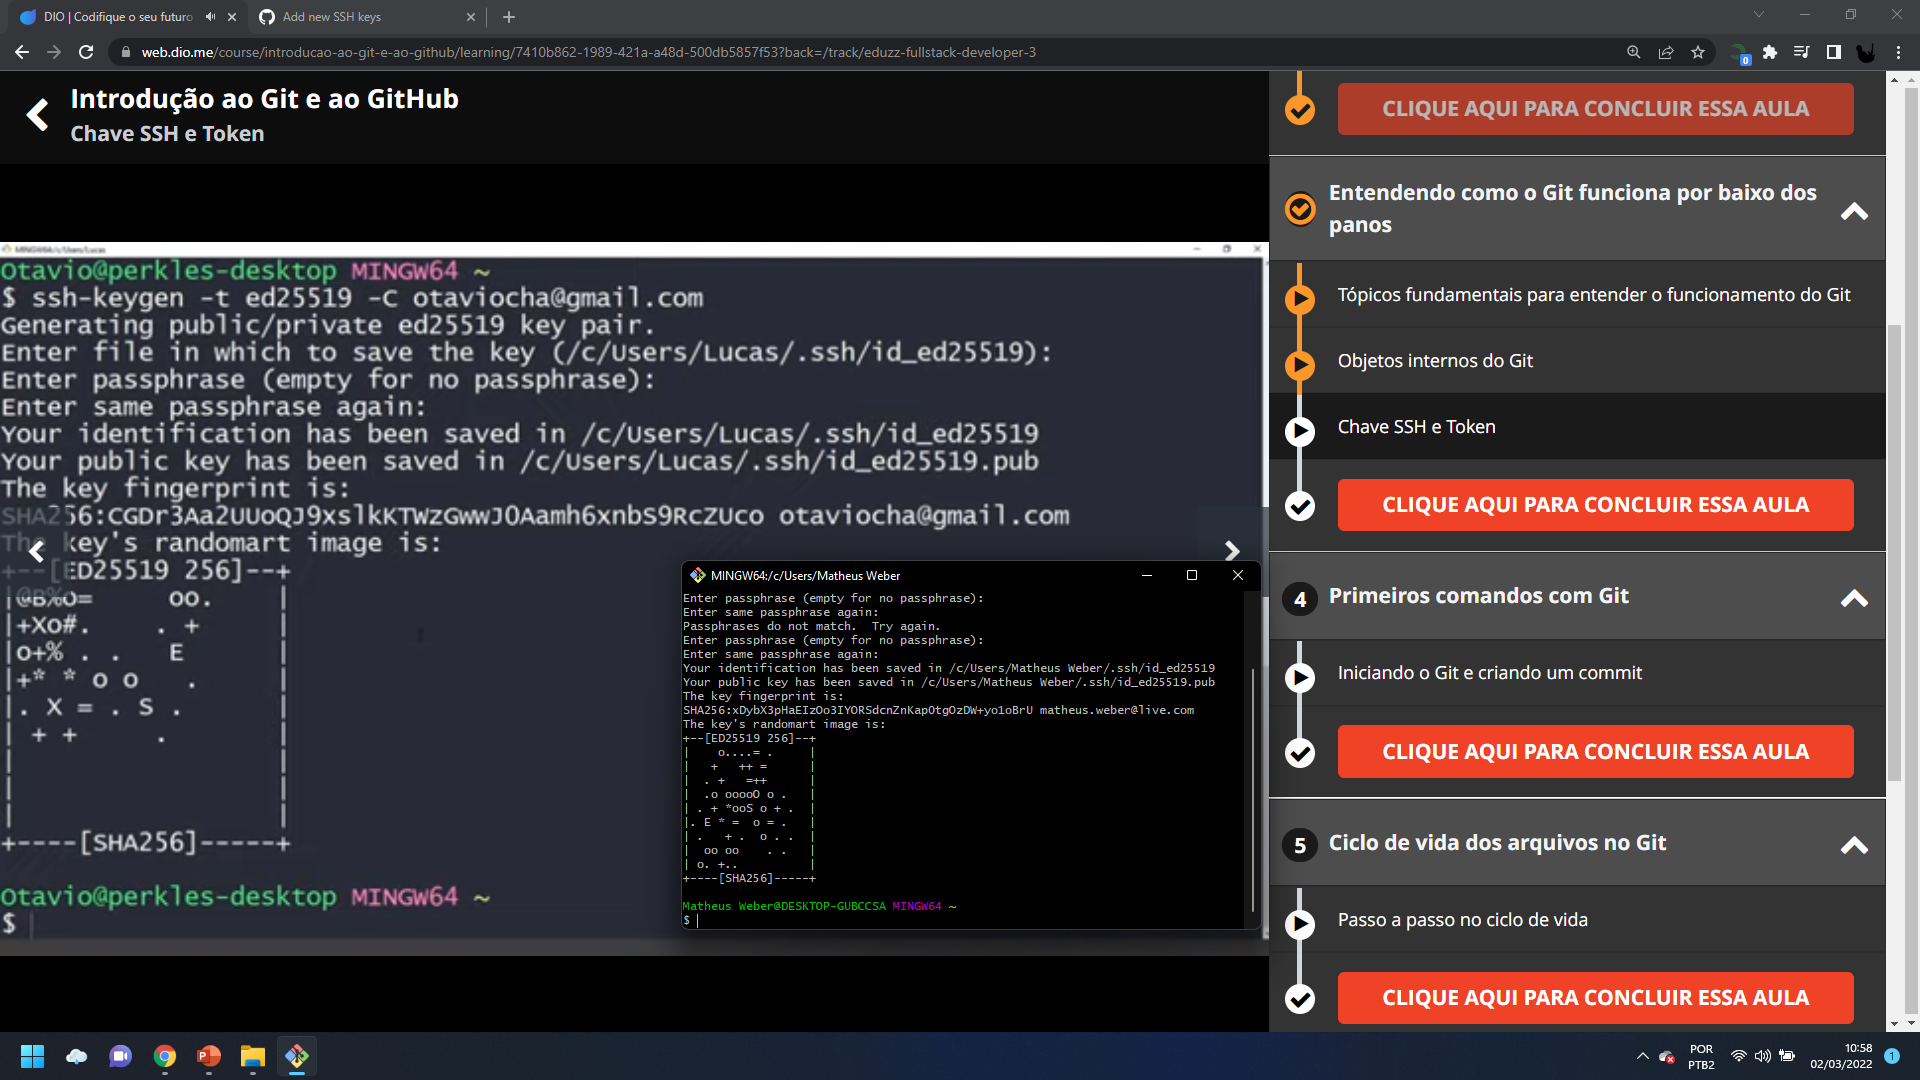 DIO | Codifique o seu futuro
Add new SSH keys
web.dio.me/course/introducao-ao-git-e-ao-github/learning/7410b862-1989-421a-a48d-500db5857f53?back=/track/eduzz-fullstack-developer-3
0
Introdução ao Git e ao GitHub
Chave SSH e Token
MINGW64:/c/Users/Lucas
Otavio@perkles-desktop MINGW64 ~
$ ssh-keygen -t ed25519 -C otaviocha@gmail.com
Generating public/private ed25519 key pair.
Enter file in which to save the key (/c/Users/Lucas/.ssh/id_ed25519):
Enter passphrase (empty for no passphrase):
Enter same passphrase again:
Your identification has been saved in /c/Users/Lucas/.ssh/id_ed25519
Your public key has been saved in /c/Users/Lucas/.ssh/id_ed25519.pub
The key fingerprint is:
SHA256:CGDr3Aa2UUoQJ9xslkKTWzGwwJ0Aamh6xnbS9RcZUco otaviocha@gmail.com
The key's randomart image is:
+--[ED25519 256]--+
|@B%O=     oo.    |
|+XO#.    . +     |
|o+% . .   E      |
|+* * o o   .     |
|. X = . S .      |
| + +     .       |
|                 |
|                 |
|                 |
+----[SHA256]-----+
Otavio@perkles-desktop MINGW64 ~
$
MINGW64:/c/Users/Matheus Weber
Enter passphrase (empty for no passphrase):
Enter same passphrase again:
Passphrases do not match.  Try again.
Enter passphrase (empty for no passphrase):
Enter same passphrase again:
Your identification has been saved in /c/Users/Matheus Weber/.ssh/id_ed25519
Your public key has been saved in /c/Users/Matheus Weber/.ssh/id_ed25519.pub
The key fingerprint is:
SHA256:xDybX3pHaEIzOo3IYORSdcnZnKapOtgOzDW+yo1oBrU matheus.weber@live.com
The key's randomart image is:
+--[ED25519 256]--+
|    o....= .     |
|   +   ++ =      |
|  . +   =++      |
|  .o ooooO o .   |
| . + *ooS o + .  |
|. E * =  o = .   |
| .   + .  o . .  |
|  oo oo    . .   |
| o. +..          |
+----[SHA256]-----+
Matheus Weber@DESKTOP-GUBCCSA MINGW64 ~
$
CLIQUE AQUI PARA CONCLUIR ESSA AULA
Entendendo como o Git funciona por baixo dos
panos
Tópicos fundamentais para entender o funcionamento do Git
Objetos internos do Git
Chave SSH e Token
CLIQUE AQUI PARA CONCLUIR ESSA AULA
4 Primeiros comandos com Git
Iniciando o Git e criando um commit
CLIQUE AQUI PARA CONCLUIR ESSA AULA
5 Ciclo de vida dos arquivos no Git
Passo a passo no ciclo de vida
CLIQUE AQUI PARA CONCLUIR ESSA AULA
POR
PTB2
10:58
02/03/2022
1